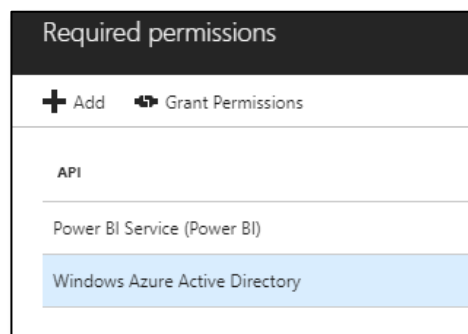 Required permissions
Add Grant Permissions
API
Power BI Service (Power BI)
Windows Azure Active Directory